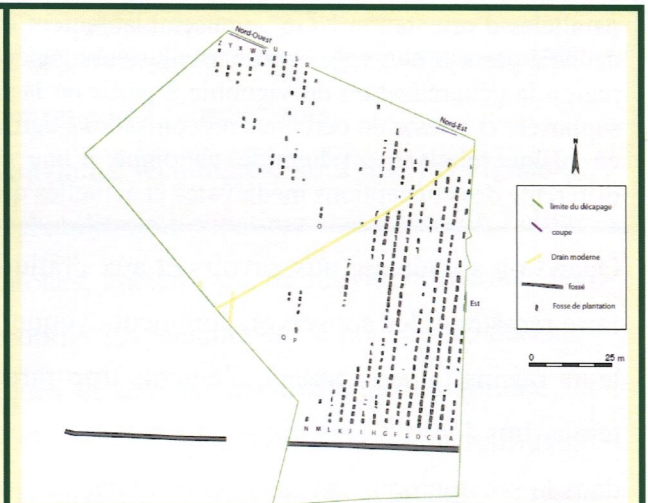 Nord-Ouest
Z Y X W V U T S
Nord-Est
N
limite du décapage
coupe
Drain moderne
fossé
Fosse de plantation
0 25 m
O
Est
Q P
N M L K J I H G F E D C B A